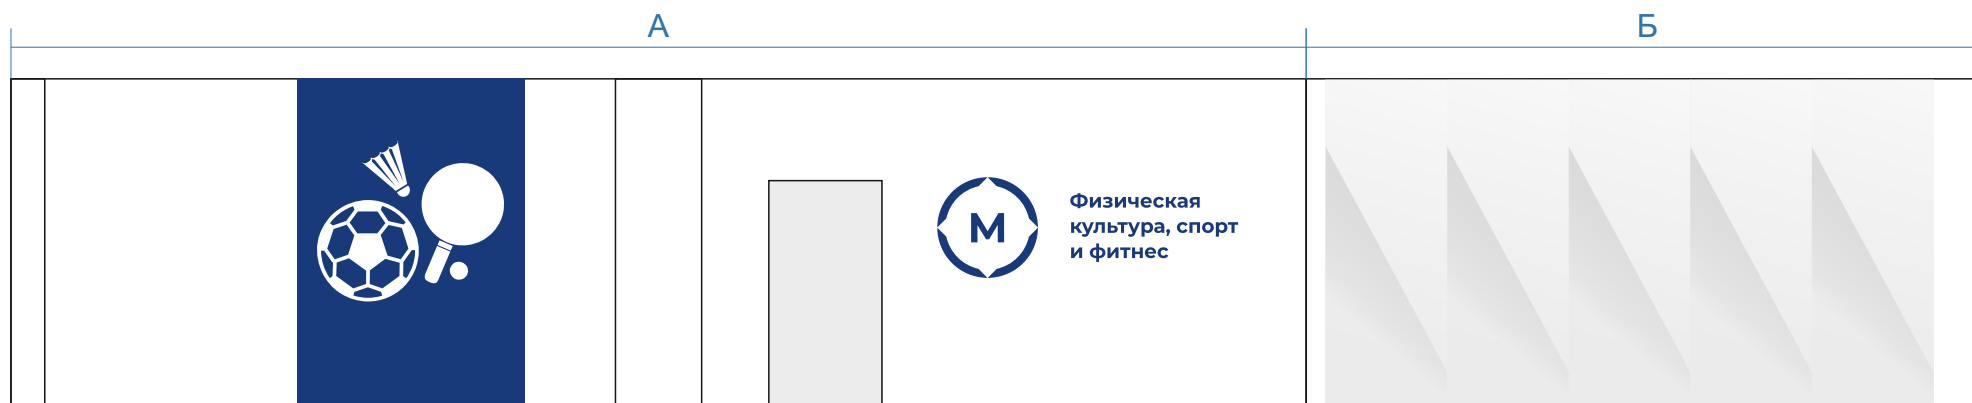 А
Б
М
Физическая
культура, спорт
и фитнес